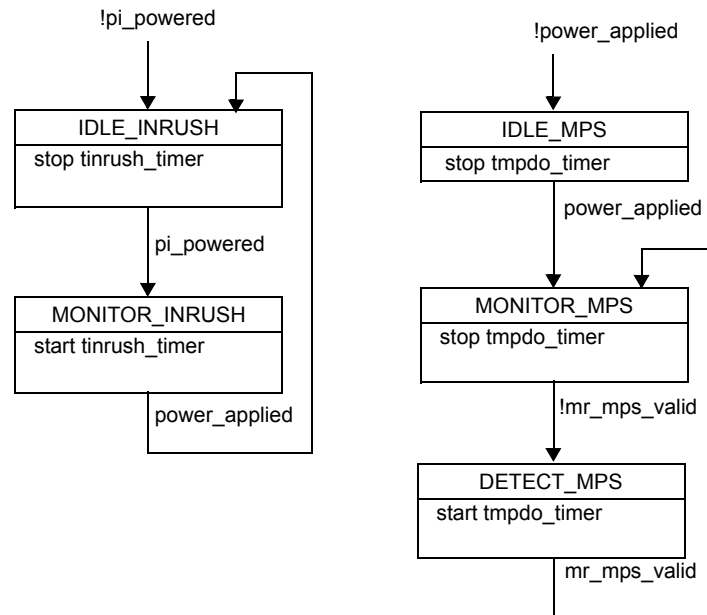 !pi_powered
IDLE_INRUSH
stop tinrush_timer
pi_powered
MONITOR_INRUSH
start tinrush_timer
power_applied
!power_applied
IDLE_MPS
stop tmpdo_timer
power_applied
MONITOR_MPS
stop tmpdo_timer
!mr_mps_valid
DETECT_MPS
start tmpdo_timer
mr_mps_valid